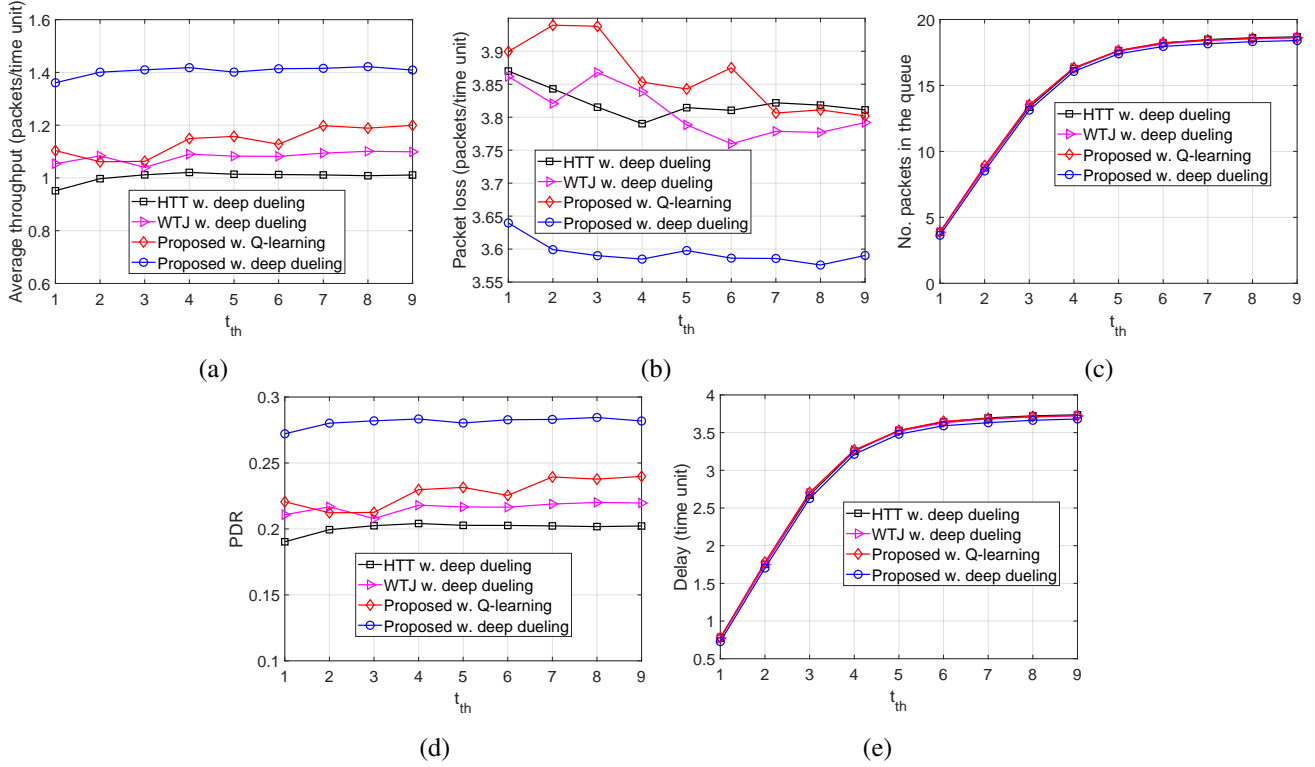 Average throughput (packets/time unit)
1.6
1.4
1.2
1
0.8
0.6
1 2 3 4 5 6 7 8 9
t_th
HTT w. deep dueling
WTJ w. deep dueling
Proposed w. Q-learning
Proposed w. deep dueling
(a)
Packet loss (packets/time unit)
3.9
3.85
3.8
3.75
3.7
3.65
3.6
3.55
1 2 3 4 5 6 7 8 9
t_th
HTT w. deep dueling
WTJ w. deep dueling
Proposed w. Q-learning
Proposed w. deep dueling
(b)
No. packets in the queue
20
15
10
5
0
1 2 3 4 5 6 7 8 9
t_th
HTT w. deep dueling
WTJ w. deep dueling
Proposed w. Q-learning
Proposed w. deep dueling
(c)
PDR
0.3
0.25
0.2
0.15
0.1
1 2 3 4 5 6 7 8 9
t_th
HTT w. deep dueling
WTJ w. deep dueling
Proposed w. Q-learning
Proposed w. deep dueling
(d)
Delay (time unit)
4
3.5
3
2.5
2
1.5
1
0.5
1 2 3 4 5 6 7 8 9
t_th
HTT w. deep dueling
WTJ w. deep dueling
Proposed w. Q-learning
Proposed w. deep dueling
(e)